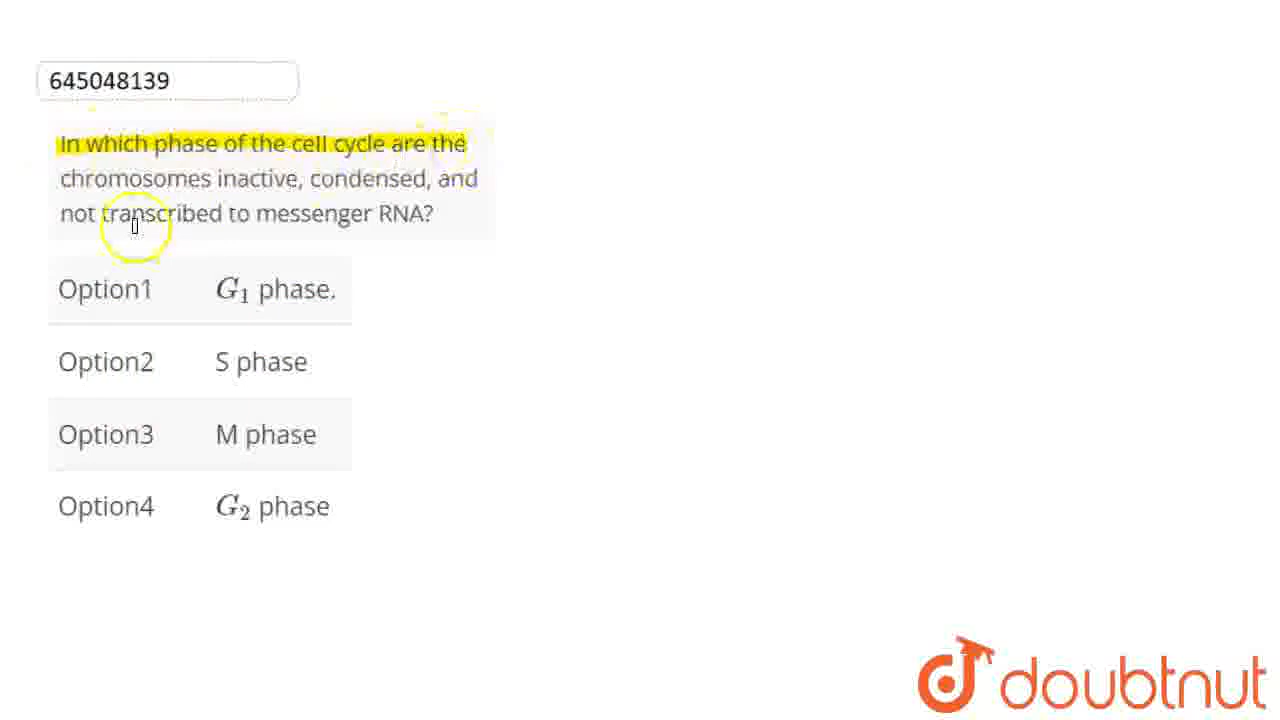 645048139
In which phase of the cell cycle are the
chromosomes inactive, condensed, and
not transcribed to messenger RNA?
Option1 G₁ phase.
Option2 S phase
Option3 M phase
Option4 G₂ phase
doubtnut